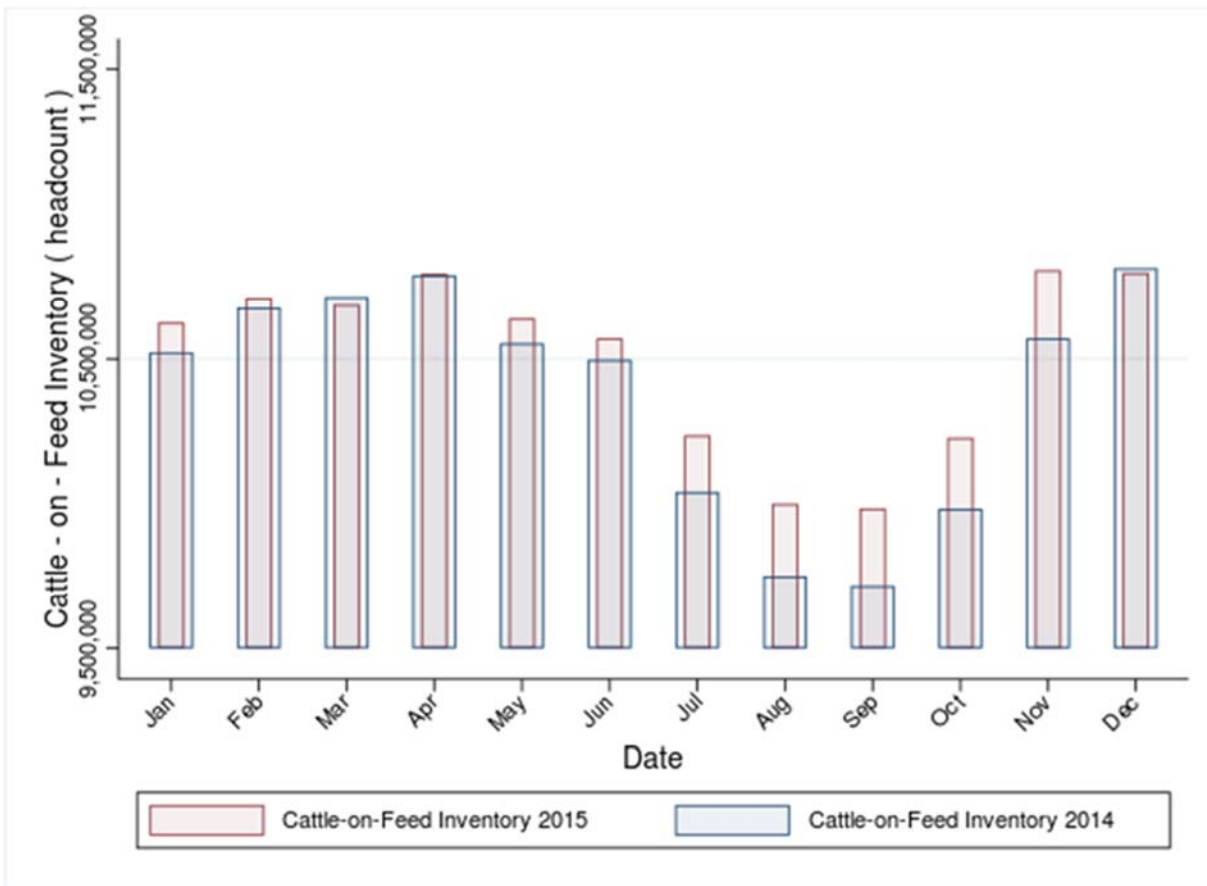 Cattle - on - Feed Inventory ( headcount )
11,500,000
10,500,000
9,500,000
Jan Feb Mar Apr May Jun Jul Aug Sep Oct Nov Dec
Date
Cattle-on-Feed Inventory 2015 Cattle-on-Feed Inventory 2014